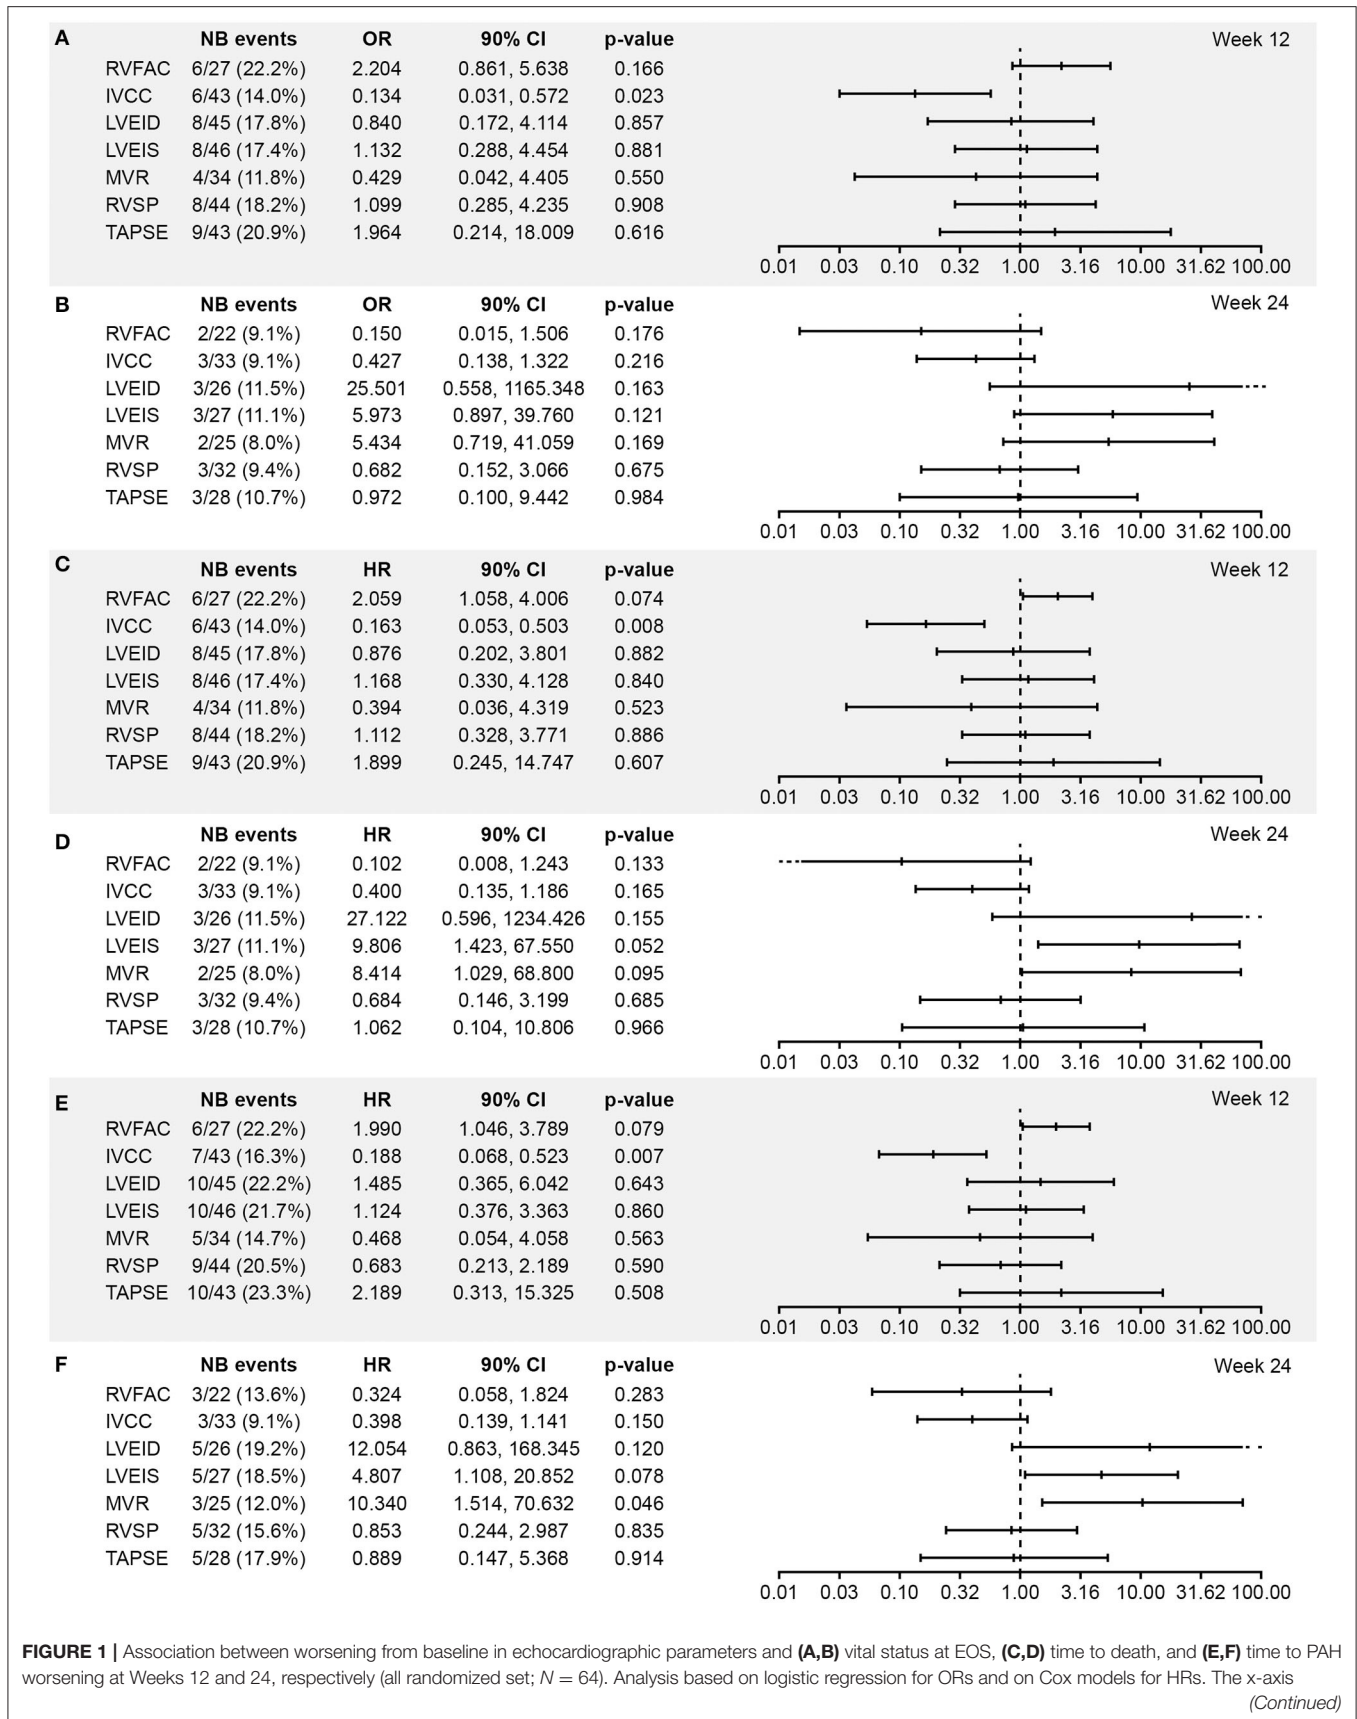 A NB events OR 90% CI p-value Week 12
RVFAC 6/27 (22.2%) 2.204 0.861, 5.638 0.166
IVCC 6/43 (14.0%) 0.134 0.031, 0.572 0.023
LVEID 8/45 (17.8%) 0.840 0.172, 4.114 0.857
LVEIS 8/46 (17.4%) 1.132 0.288, 4.454 0.881
MVR 4/34 (11.8%) 0.429 0.042, 4.405 0.550
RVSP 8/44 (18.2%) 1.099 0.285, 4.235 0.908
TAPSE 9/43 (20.9%) 1.964 0.214, 18.009 0.616
0.01 0.03 0.10 0.32 1.00 3.16 10.00 31.62 100.00
B NB events OR 90% CI p-value Week 24
RVFAC 2/22 (9.1%) 0.150 0.015, 1.506 0.176
IVCC 3/33 (9.1%) 0.427 0.138, 1.322 0.216
LVEID 3/26 (11.5%) 25.501 0.558, 1165.348 0.163
LVEIS 3/27 (11.1%) 5.973 0.897, 39.760 0.121
MVR 2/25 (8.0%) 5.434 0.719, 41.059 0.169
RVSP 3/32 (9.4%) 0.682 0.152, 3.066 0.675
TAPSE 3/28 (10.7%) 0.972 0.100, 9.442 0.984
0.01 0.03 0.10 0.32 1.00 3.16 10.00 31.62 100.00
C NB events HR 90% CI p-value Week 12
RVFAC 6/27 (22.2%) 2.059 1.058, 4.006 0.074
IVCC 6/43 (14.0%) 0.163 0.053, 0.503 0.008
LVEID 8/45 (17.8%) 0.876 0.202, 3.801 0.882
LVEIS 8/46 (17.4%) 1.168 0.330, 4.128 0.840
MVR 4/34 (11.8%) 0.394 0.036, 4.319 0.523
RVSP 8/44 (18.2%) 1.112 0.328, 3.771 0.886
TAPSE 9/43 (20.9%) 1.899 0.245, 14.747 0.607
0.01 0.03 0.10 0.32 1.00 3.16 10.00 31.62 100.00
D NB events HR 90% CI p-value Week 24
RVFAC 2/22 (9.1%) 0.102 0.008, 1.243 0.133
IVCC 3/33 (9.1%) 0.400 0.135, 1.186 0.165
LVEID 3/26 (11.5%) 27.122 0.596, 1234.426 0.155
LVEIS 3/27 (11.1%) 9.806 1.423, 67.550 0.052
MVR 2/25 (8.0%) 8.414 1.029, 68.800 0.095
RVSP 3/32 (9.4%) 0.684 0.146, 3.199 0.685
TAPSE 3/28 (10.7%) 1.062 0.104, 10.806 0.966
0.01 0.03 0.10 0.32 1.00 3.16 10.00 31.62 100.00
E NB events HR 90% CI p-value Week 12
RVFAC 6/27 (22.2%) 1.990 1.046, 3.789 0.079
IVCC 7/43 (16.3%) 0.188 0.068, 0.523 0.007
LVEID 10/45 (22.2%) 1.485 0.365, 6.042 0.643
LVEIS 10/46 (21.7%) 1.124 0.376, 3.363 0.860
MVR 5/34 (14.7%) 0.468 0.054, 4.058 0.563
RVSP 9/44 (20.5%) 0.683 0.213, 2.189 0.590
TAPSE 10/43 (23.3%) 2.189 0.313, 15.325 0.508
0.01 0.03 0.10 0.32 1.00 3.16 10.00 31.62 100.00
F NB events HR 90% CI p-value Week 24
RVFAC 3/22 (13.6%) 0.324 0.058, 1.824 0.283
IVCC 3/33 (9.1%) 0.398 0.139, 1.141 0.150
LVEID 5/26 (19.2%) 12.054 0.863, 168.345 0.120
LVEIS 5/27 (18.5%) 4.807 1.108, 20.852 0.078
MVR 3/25 (12.0%) 10.340 1.514, 70.632 0.046
RVSP 5/32 (15.6%) 0.853 0.244, 2.987 0.835
TAPSE 5/28 (17.9%) 0.889 0.147, 5.368 0.914
0.01 0.03 0.10 0.32 1.00 3.16 10.00 31.62 100.00
FIGURE 1 | Association between worsening from baseline in echocardiographic parameters and (A,B) vital status at EOS, (C,D) time to death, and (E,F) time to PAH
worsening at Weeks 12 and 24, respectively (all randomized set; N = 64). Analysis based on logistic regression for ORs and on Cox models for HRs. The x-axis
(Continued)